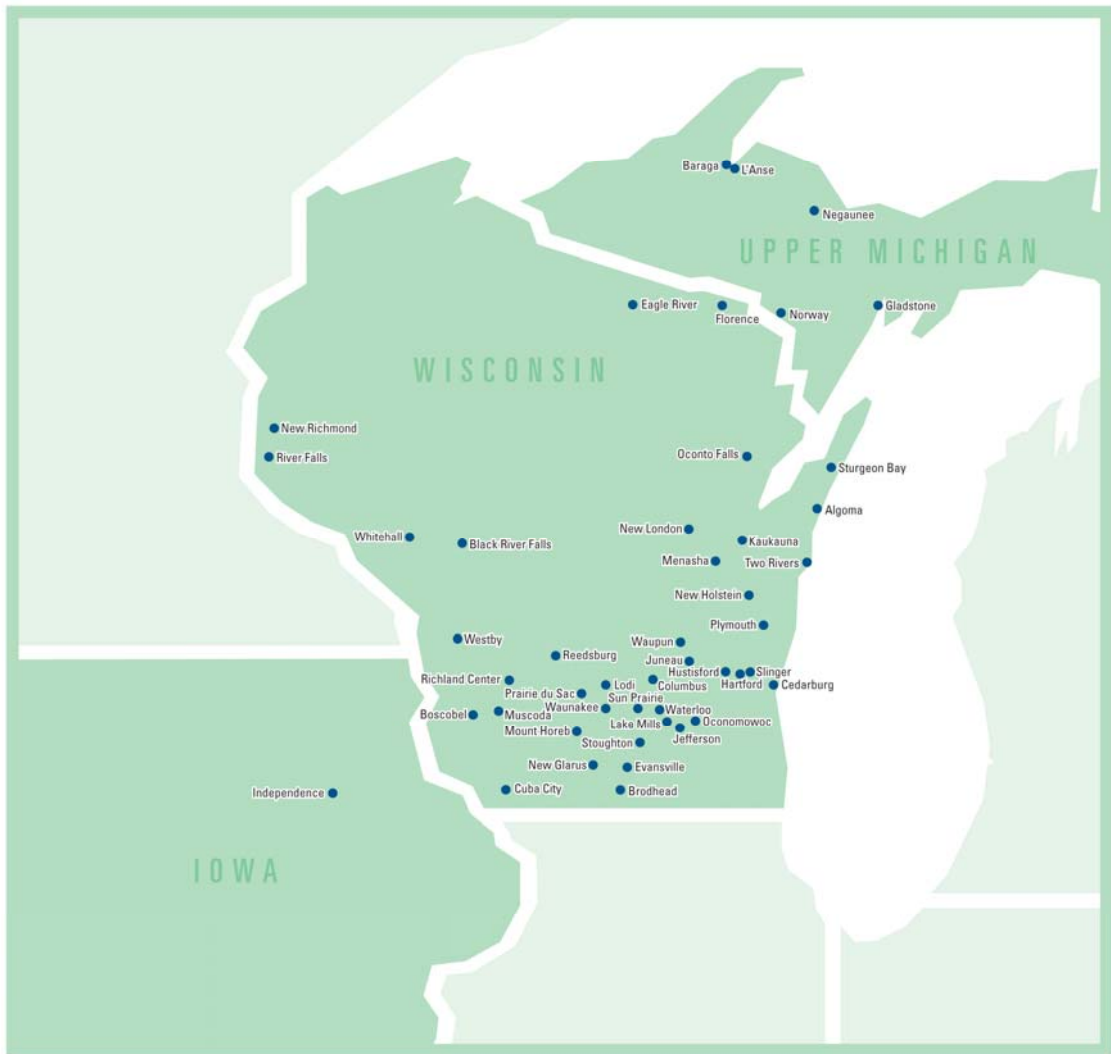 Baraga
L'Anse
Negaunee
UPPER MICHIGAN
Eagle River
Florence
Norway
Gladstone
WISCONSIN
New Richmond
River Falls
Oconto Falls
Sturgeon Bay
Algoma
New London
Whitehall
Black River Falls
Kaukauna
Menasha
Two Rivers
New Holstein
Plymouth
Westby
Waupun
Reedsburg
Juneau
Hustisford
Slinger
Richland Center
Hartford
Cedarburg
Lodi
Columbus
Prairie du Sac
Sun Prairie
Waunakee
Waterloo
Boscobel
Muscoda
Lake Mills
Oconomowoc
Mount Horeb
Jefferson
Stoughton
New Glarus
Evansville
Cuba City
Brodhead
Independence
IOWA